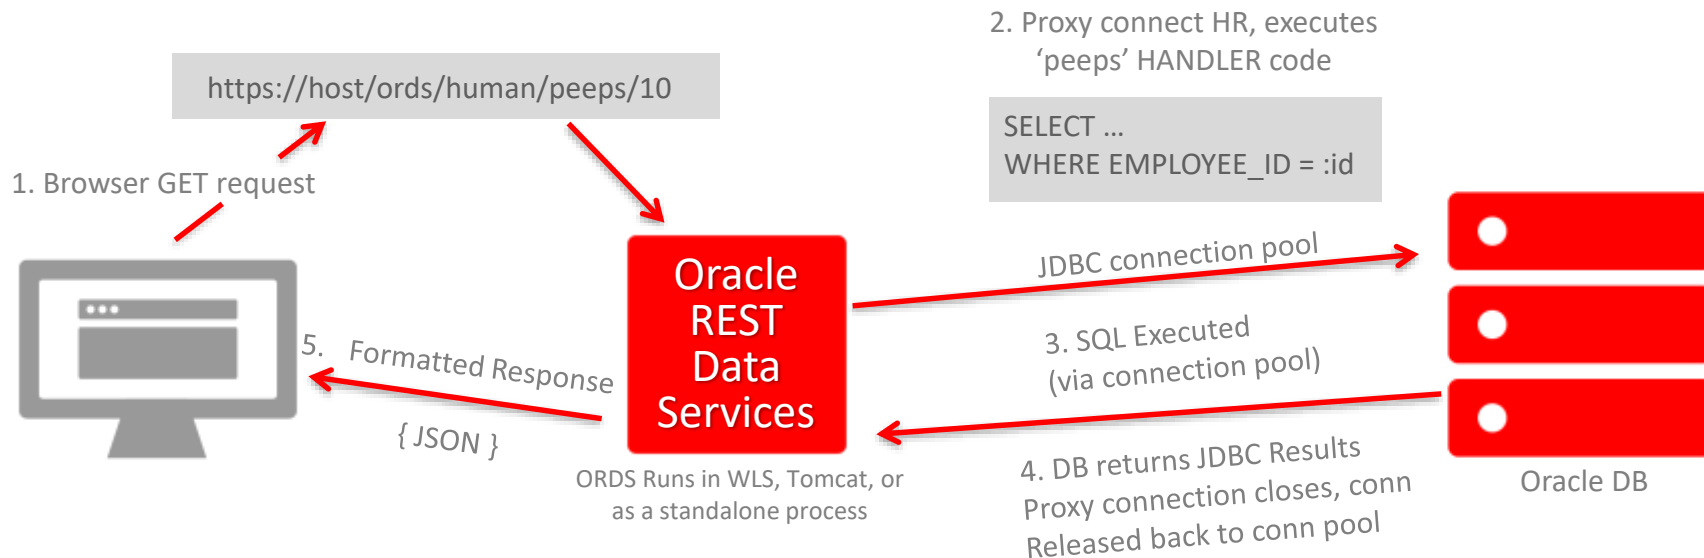 2. Proxy connect HR, executes
‘peeps’ HANDLER code
https://host/ords/human/peeps/10
SELECT …
WHERE EMPLOYEE_ID = :id
1. Browser GET request
JDBC connection pool
Oracle
REST
Data
Services
3. SQL Executed
(via connection pool)
5. Formatted Response
{ JSON }
4. DB returns JDBC Results
Proxy connection closes, conn
Released back to conn pool
ORDS Runs in WLS, Tomcat, or
as a standalone process
Oracle DB